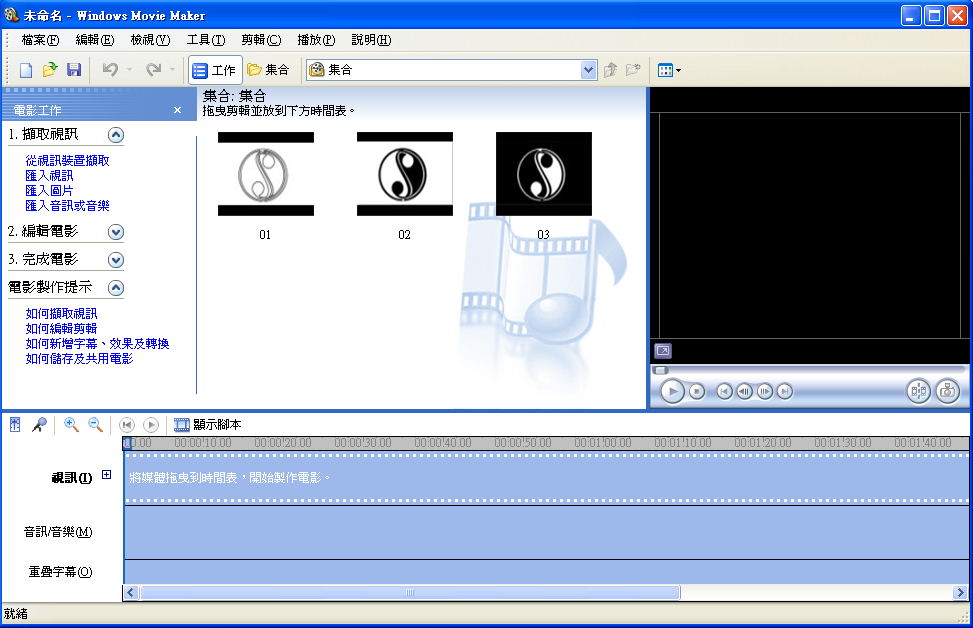 未命名 - Windows Movie Maker
檔案(F) 編輯(E) 檢視(V) 工具(T) 剪輯(C) 播放(P) 說明(H)
工作 集合 集合
電影工作
1. 擷取視訊
從視訊裝置擷取
匯入視訊
匯入圖片
匯入音訊或音樂
2. 編輯電影
3. 完成電影
電影製作提示
如何擷取視訊
如何編輯剪輯
如何新增字幕、效果及轉換
如何儲存及共用電影
集合: 集合
拖曳剪輯並放到下方時間表。
01 02 03
顯示腳本
0.00 00:00:10.00 00:00:20.00 00:00:30.00 00:00:40.00 00:00:50.00 00:01:00.00 00:01:10.00 00:01:20.00 00:01:30.00 00:01:40.00
視訊(I)
將媒體拖曳到時間表，開始製作電影。
音訊/音樂(M)
重疊字幕(O)
就緒